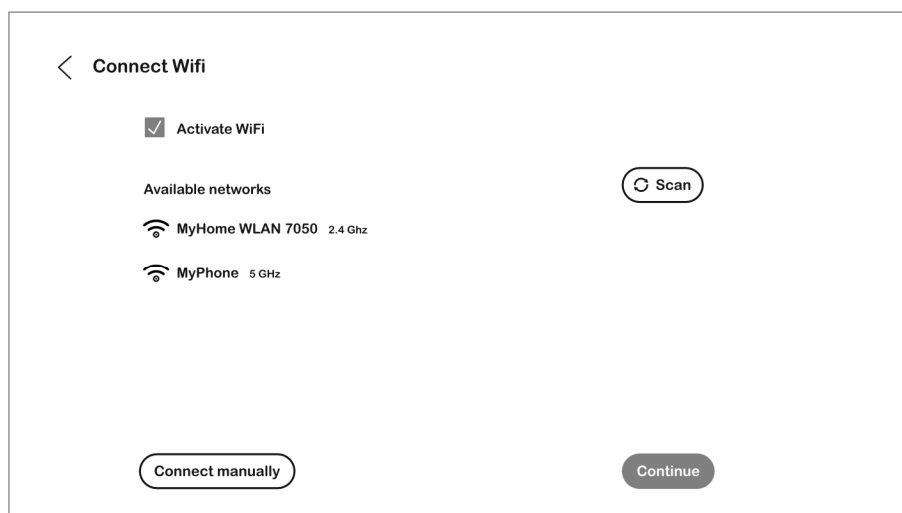 Connect Wifi
Activate WiFi
Available networks
Scan
MyHome WLAN 7050 2.4 Ghz
MyPhone 5 GHz
Connect manually
Continue